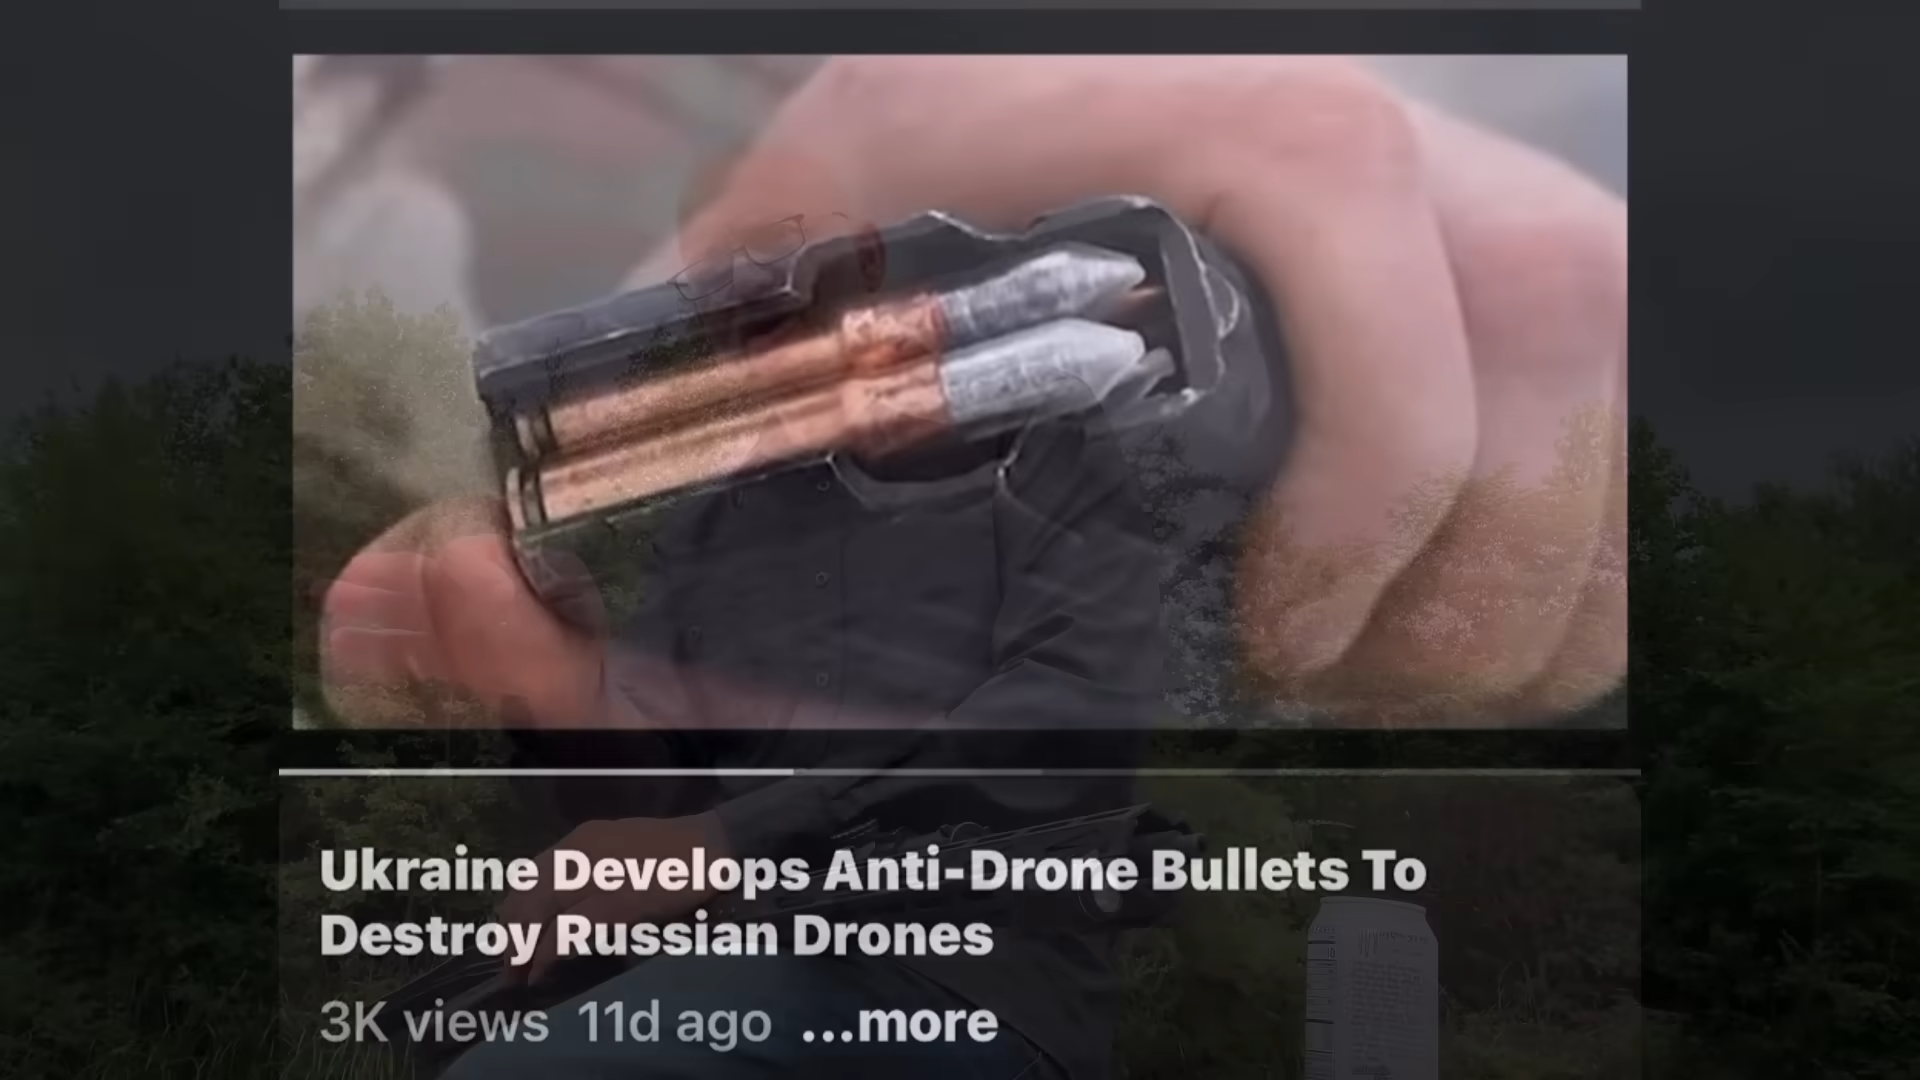 Ukraine Develops Anti-Drone Bullets To
Destroy Russian Drones
3K views 11d ago ...more